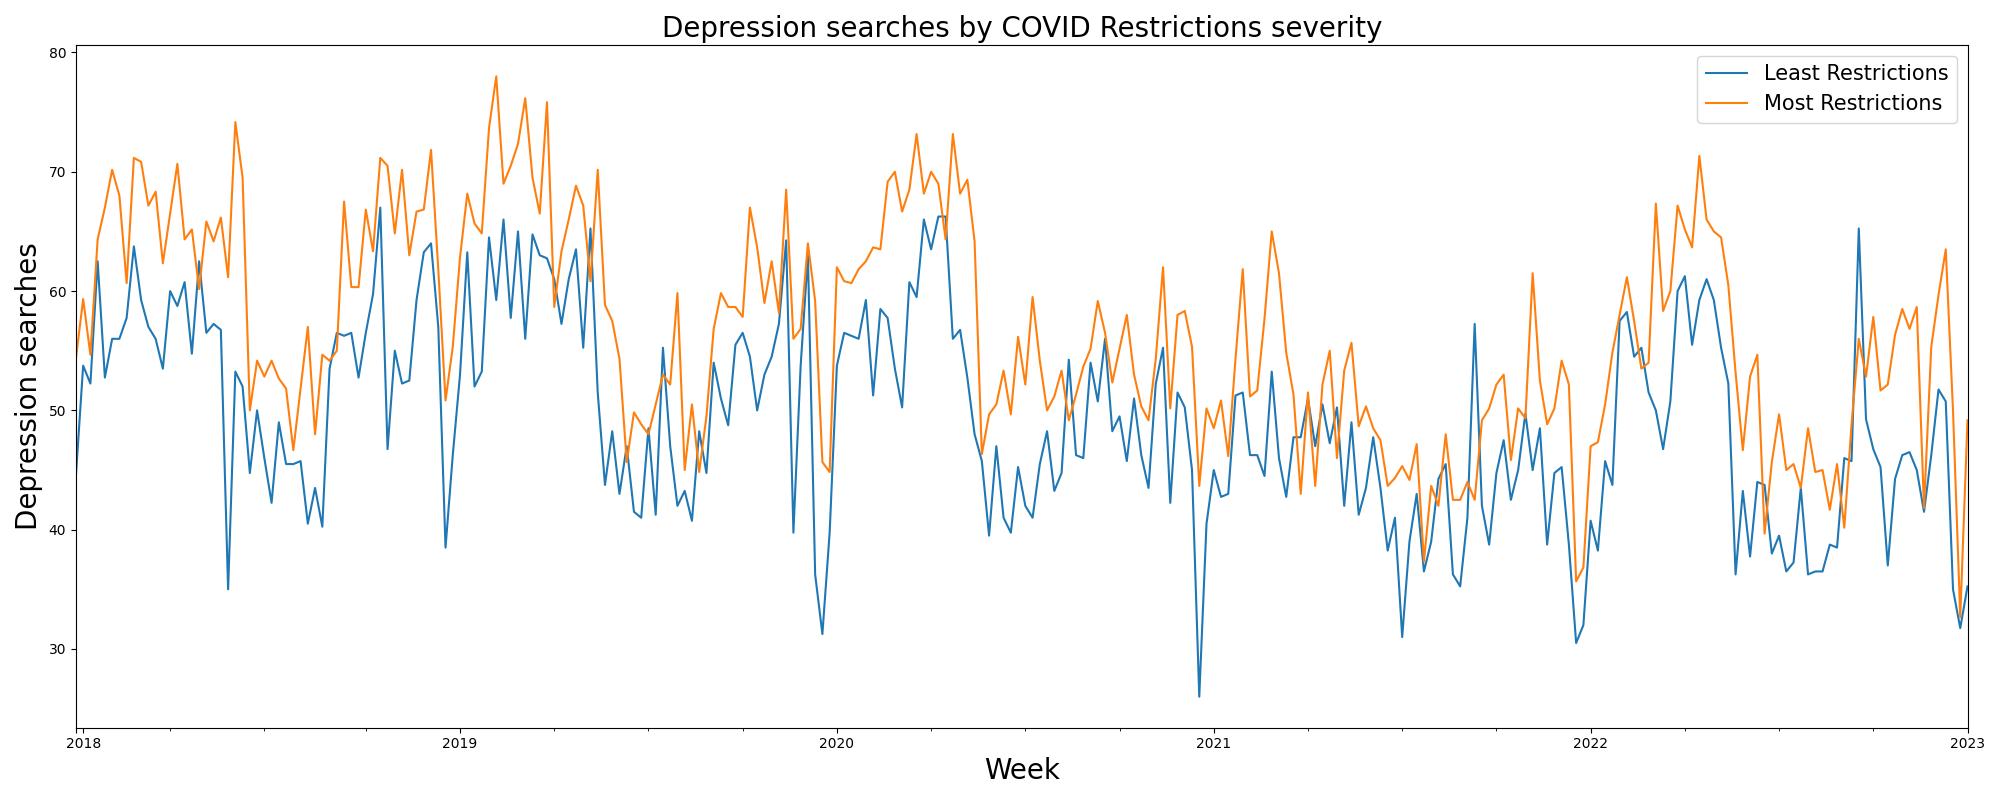 Depression searches by COVID Restrictions severity
Least Restrictions
Most Restrictions
Depression searches
80
70
60
50
40
30
2018
2019
2020
2021
2022
2023
Week